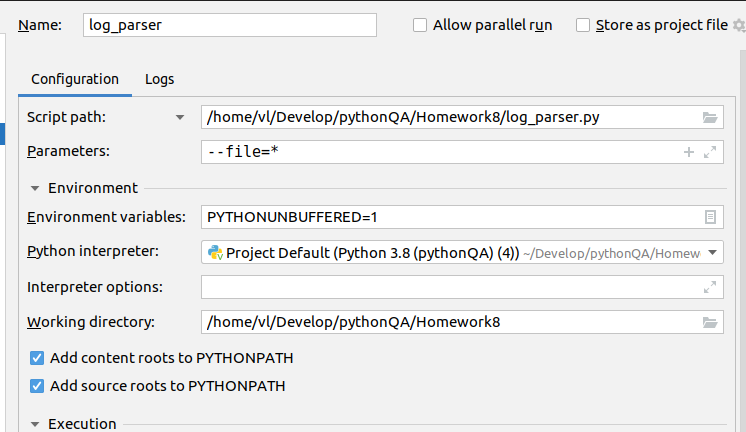 Name: log_parser Allow parallel run Store as project file
Configuration Logs
Script path: /home/vl/Develop/pythonQA/Homework8/log_parser.py
Parameters: --file=*
Environment
Environment variables: PYTHONUNBUFFERED=1
Python interpreter: Project Default (Python 3.8 (pythonQA) (4)) ~/Develop/pythonQA/Homew
Interpreter options:
Working directory: /home/vl/Develop/pythonQA/Homework8
Add content roots to PYTHONPATH
Add source roots to PYTHONPATH
Execution